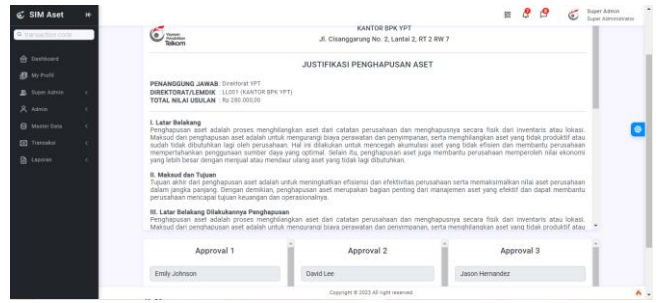 SIM Aset
transaction code
Super Admin
Super Administrator
Dashboard
My Profil
Super Admin
Admin
Master Data
Transaksi
Laporan
Telkom
KANTOR BPK YPT
Jl. Cisanggarung No. 2, Lantai 2, RT 2 RW 7
JUSTIFIKASI PENGHAPUSAN ASET
PENANGGUNG JAWAB : Direktorat YPT
DIREKTORAT/LEMDIK : LL001 (KANTOR BPK YPT)
TOTAL NILAI USULAN : Rp 280.000,00
I. Latar Belakang
Penghapusan aset adalah proses menghilangkan aset dari catatan perusahaan dan menghapusnya secara fisik dari inventaris atau lokasi.
Maksud dari penghapusan aset adalah untuk mengurangi biaya perawatan dan penyimpanan, serta menghilangkan aset yang tidak produktif atau
sudah tidak dibutuhkan lagi oleh perusahaan. Hal ini dilakukan untuk mencegah akumulasi aset yang tidak efisien dan membantu perusahaan
mempertahankan penggunaan sumber daya yang optimal. Selain itu, penghapusan aset juga membantu perusahaan memperoleh nilai ekonomi
yang lebih besar dengan menjual atau mendaur ulang aset yang tidak lagi dibutuhkan.
II. Maksud dan Tujuan
Tujuan akhir dari penghapusan aset adalah untuk meningkatkan efisiensi dan efektivitas perusahaan serta memaksimalkan nilai aset perusahaan
dalam jangka panjang. Dengan demikian, penghapusan aset merupakan bagian penting dari manajemen aset yang efektif dan dapat membantu
perusahaan mencapai tujuan keuangan dan operasionalnya.
III. Latar Belakang Dilakukannya Penghapusan
Penghapusan aset adalah proses menghilangkan aset dari catatan perusahaan dan menghapusnya secara fisik dari inventaris atau lokasi.
Maksud dari penghapusan aset adalah untuk mengurangi biaya perawatan dan penyimpanan, serta menghilangkan aset yang tidak produktif atau
Approval 1
Approval 2
Approval 3
Emily Johnson
David Lee
Jason Hernandez
Copyright © 2023 All right reserved.